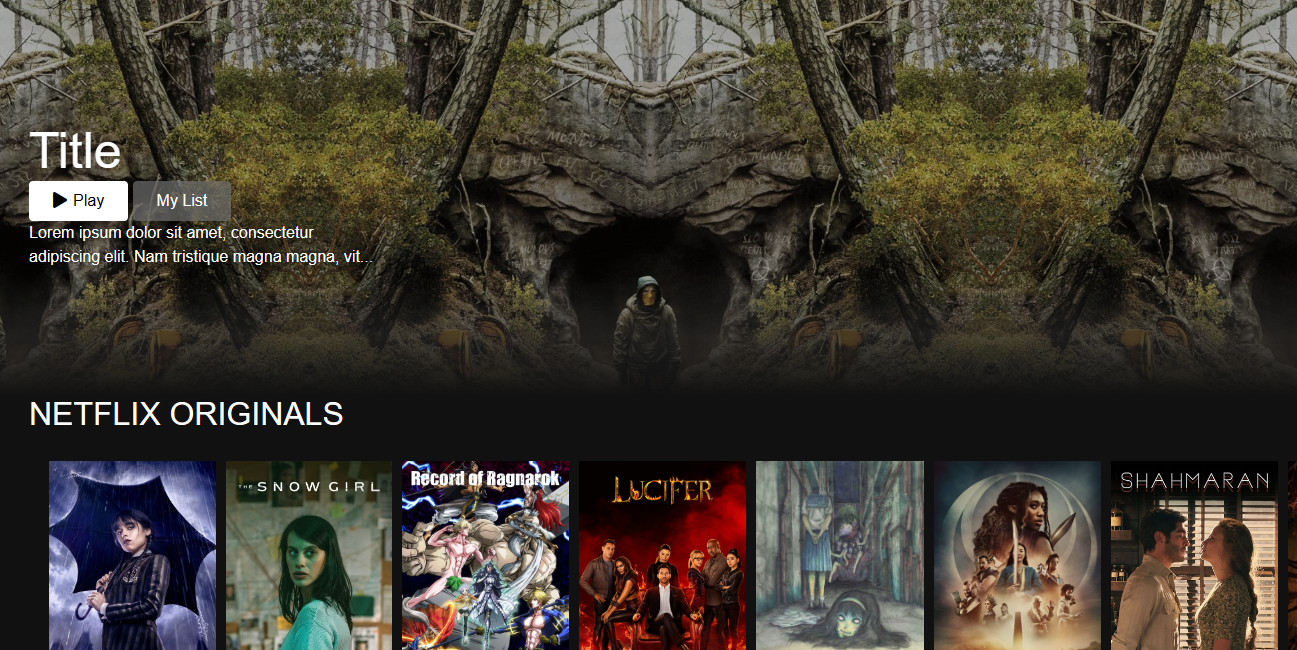 Title
Play
My List
Lorem ipsum dolor sit amet, consectetur
adipiscing elit. Nam tristique magna magna, vit...
NETFLIX ORIGINALS
THE SNOW GIRL
Record of Ragnarok
LUCIFER
SHAHMARAN